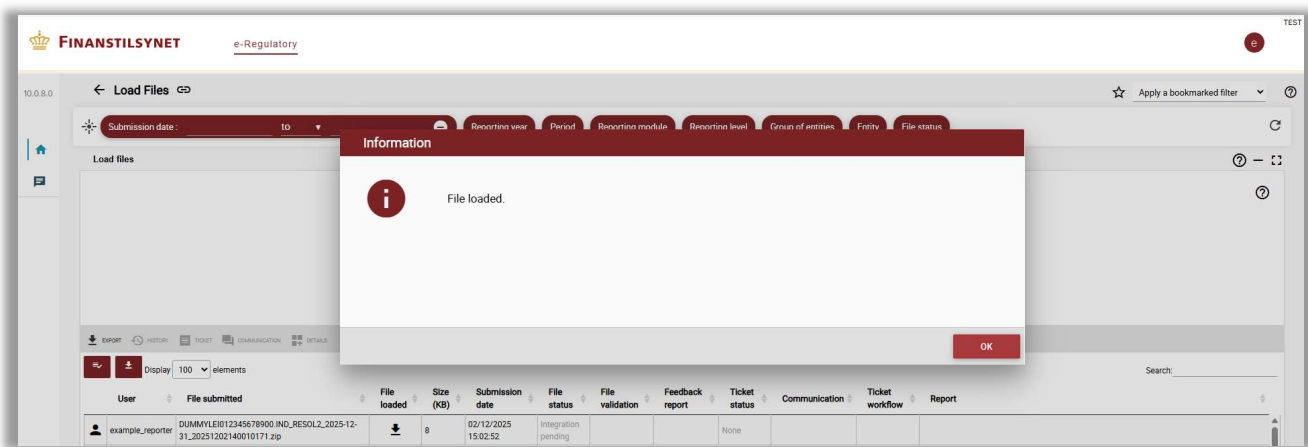 TEST
FINANSTILSYNET
e-Regulatory
e
10.0.8.0
Load Files
Apply a bookmarked filter
Submission date :
to
Reporting year
Period
Reporting module
Reporting level
Group of entities
Entity
File status
Information
Load files
File loaded.
EXPORT
HISTORY
TICKET
COMMUNICATION
DETAILS
OK
Display 100 elements
Search:
User
File submitted
File loaded
Size (KB)
Submission date
File status
File validation
Feedback report
Ticket status
Communication
Ticket workflow
Report
example_reporter
DUMMYLEI012345678900.IND_RESOL2_2025-12-
31_20251202140010171.zip
8
02/12/2025
15:02:52
Integration
pending
None